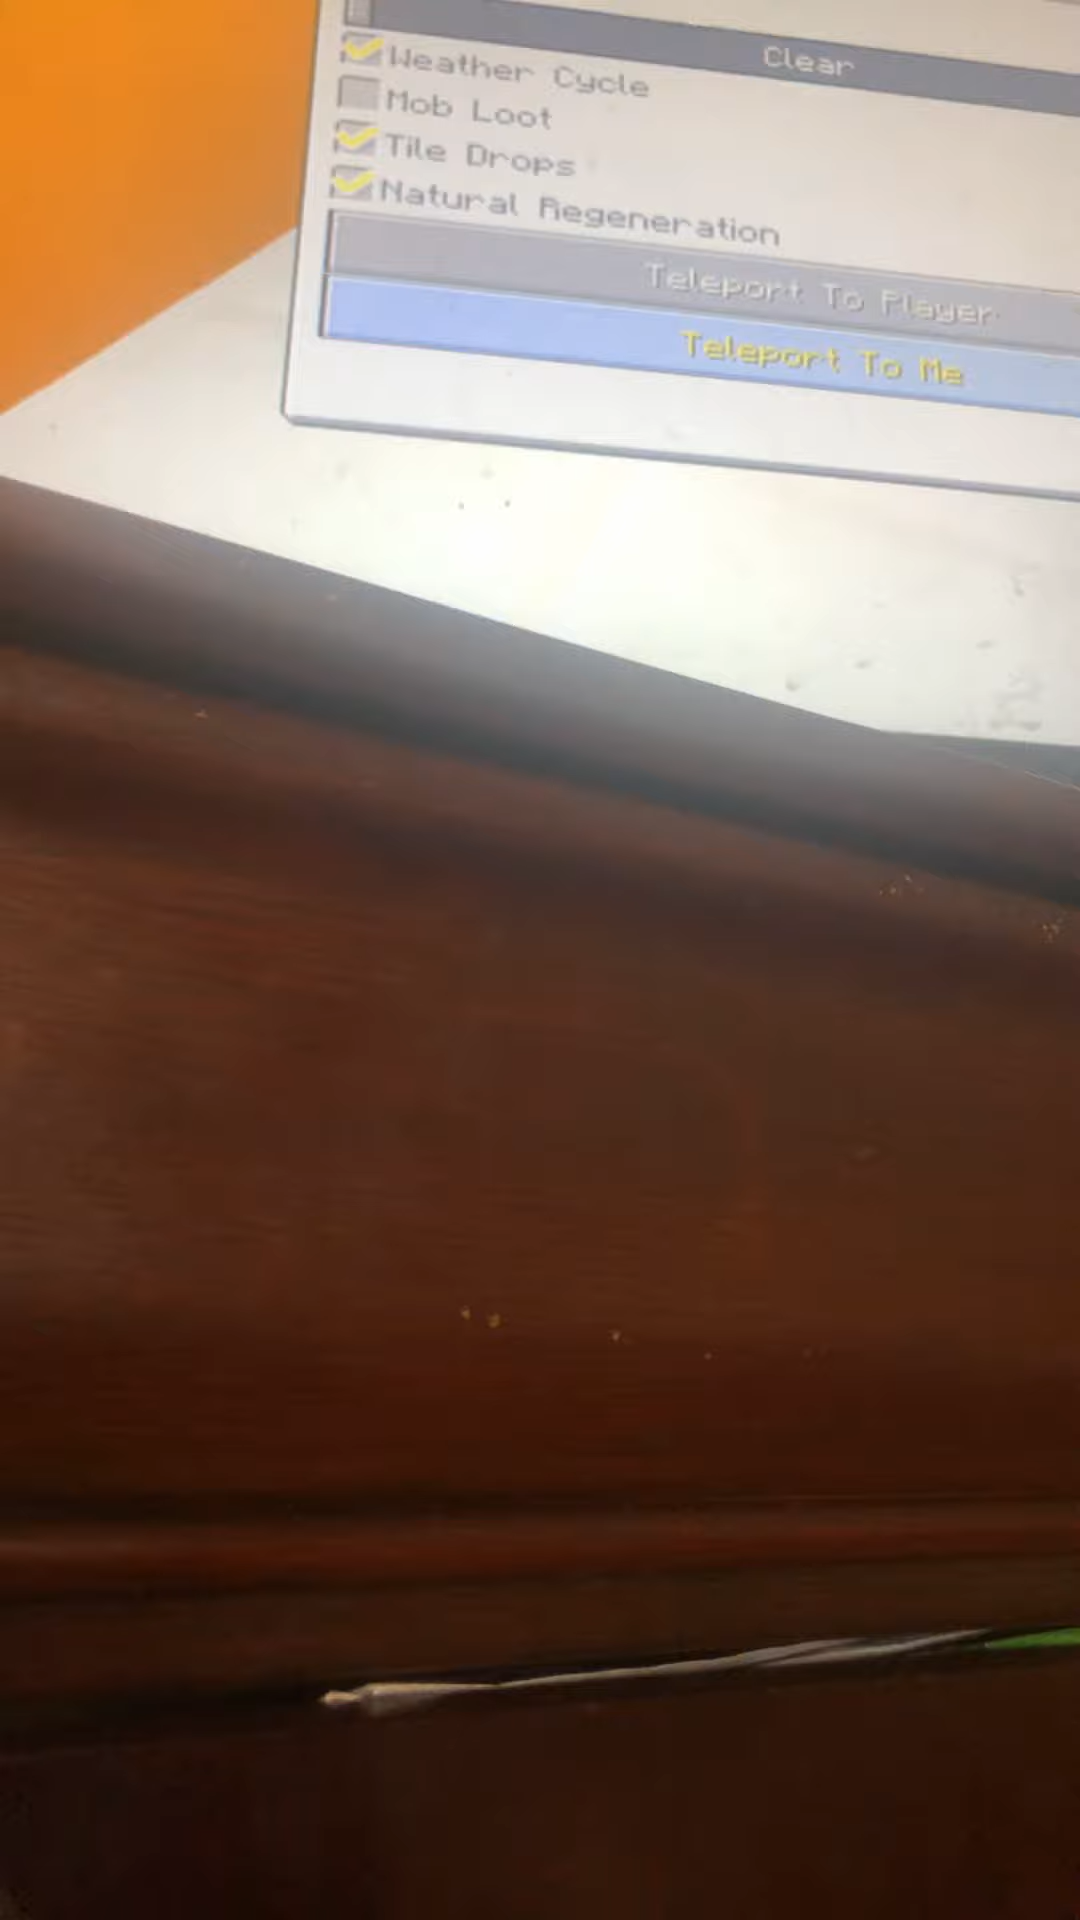 Clear
Weather Cycle
Mob Loot
Tile Drops
Natural Regeneration
Teleport To Player
Teleport To Me